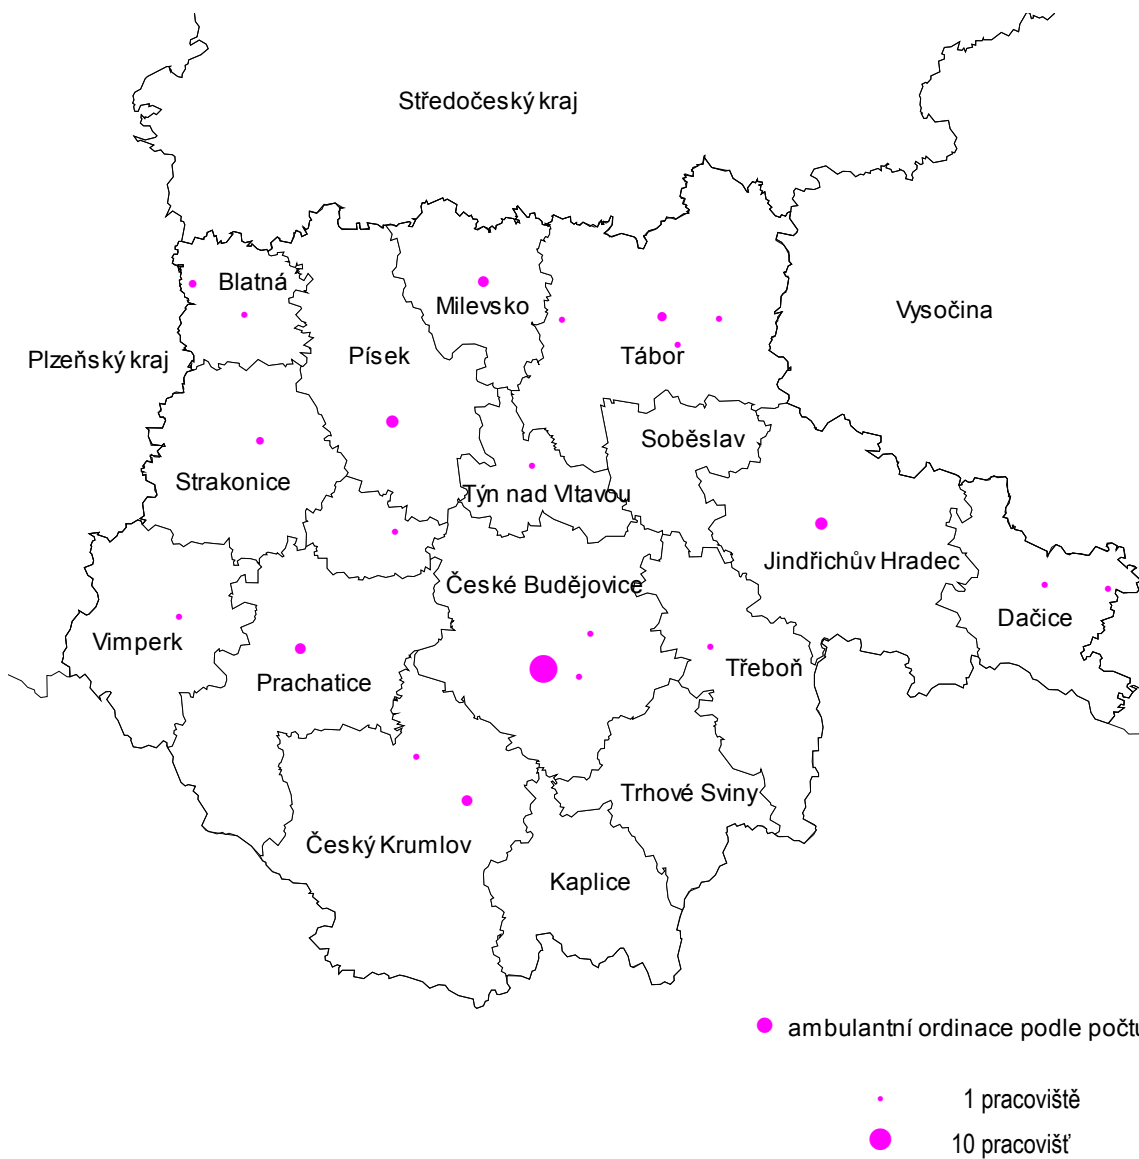 Středočeský kraj
Blatná
Milevsko
Vysočina
Plzeňský kraj
Písek
Tábor
Soběslav
Strakonice
Týn nad Vltavou
Jindřichův Hradec
České Budějovice
Dačice
Vimperk
Prachatice
Třeboň
Trhové Sviny
Český Krumlov
Kaplice
ambulantní ordinace podle počtu
1 pracoviště
10 pracovišť